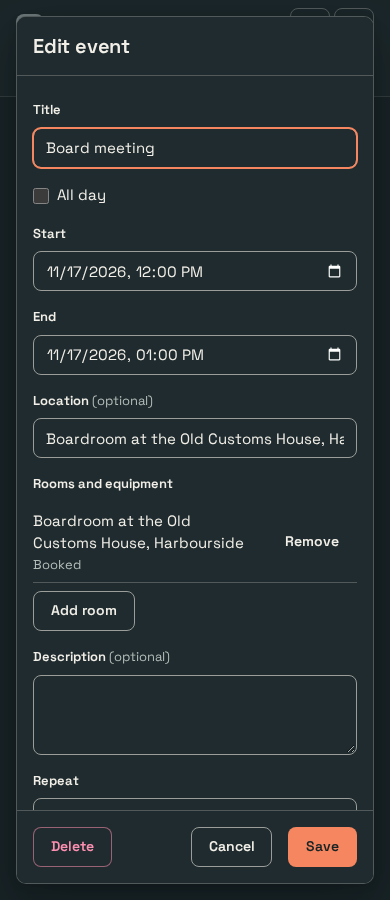 Edit event
Title
Board meeting
All day
Start
11/17/2026, 12:00 PM
End
11/17/2026, 01:00 PM
Location (optional)
Boardroom at the Old Customs House, Ha
Rooms and equipment
Boardroom at the Old
Customs House, Harbourside
Remove
Booked
Add room
Description (optional)
Repeat
Delete
Cancel
Save